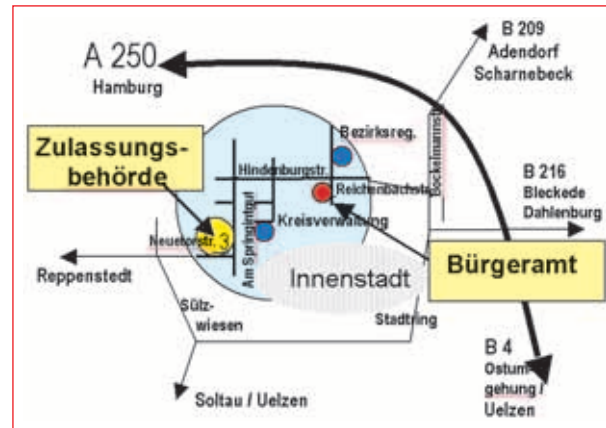 A 250
Hamburg
B 209
Adendorf
Scharnebeck
Zulassungs-
behörde
Bezirksreg.
Bockelmannstr.
Hindenburgstr.
Reichenbachstr.
B 216
Bleckede
Dahlenburg
Am Springintgut
Kreisverwaltung
Neuetorstr. 3
Reppenstedt
Innenstadt
Bürgeramt
Sülz-
wiesen
Stadtring
B 4
Ostum-
gehung /
Uelzen
Soltau / Uelzen